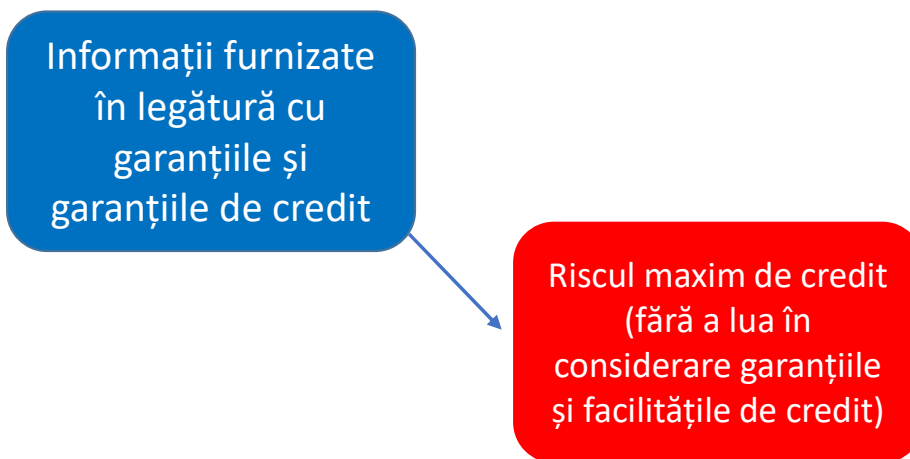 Informații furnizate
în legătură cu
garanțiile și
garanțiile de credit
Riscul maxim de credit
(fără a lua în
considerare garanțiile
și facilitățile de credit)